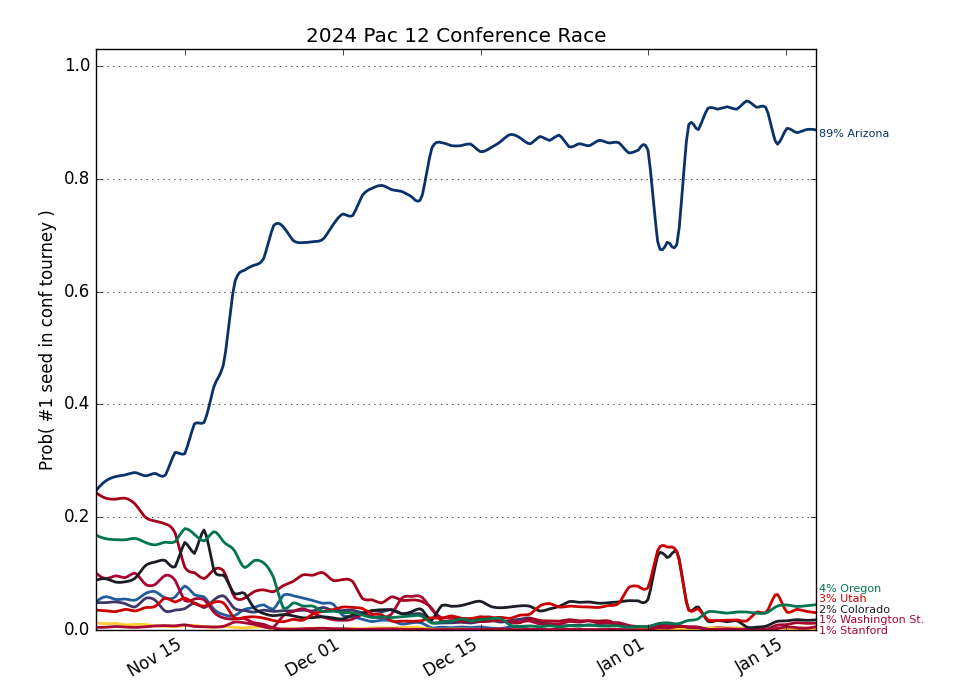 2024 Pac 12 Conference Race
Prob( #1 seed in conf tourney )
1.0
0.8
0.6
0.4
0.2
0.0
Nov 15
Dec 01
Dec 15
Jan 01
Jan 15
89% Arizona
4% Oregon
3% Utah
2% Colorado
1% Washington St.
1% Stanford